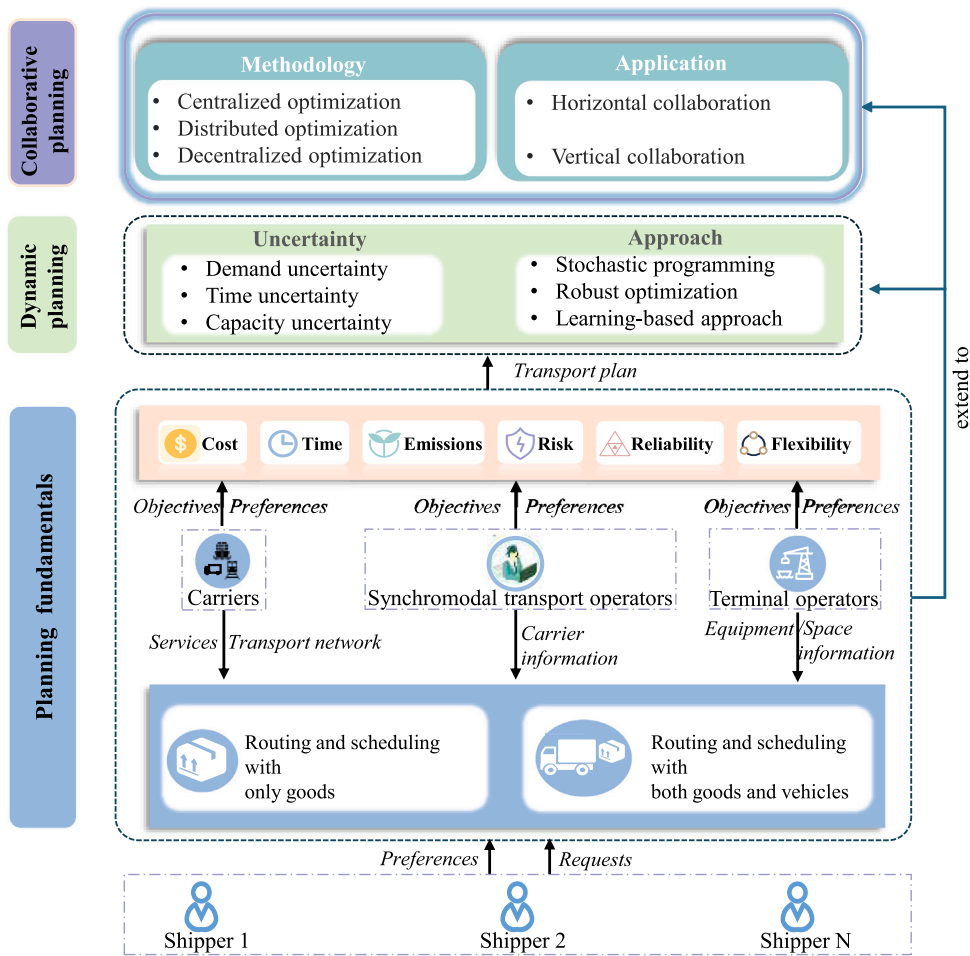 Collaborative
planning
Methodology
• Centralized optimization
• Distributed optimization
• Decentralized optimization
Application
• Horizontal collaboration
• Vertical collaboration
Dynamic
planning
Uncertainty
• Demand uncertainty
• Time uncertainty
• Capacity uncertainty
Approach
• Stochastic programming
• Robust optimization
• Learning-based approach
extend to
Transport plan
Planning fundamentals
Cost
Time
Emissions
Risk
Reliability
Flexibility
Objectives Preferences
Objectives Preferences
Objectives Preferences
Carriers
Synchromodal transport operators
Terminal operators
Services Transport network
Carrier
information
Equipment/Space
information
Routing and scheduling
with
only goods
Routing and scheduling
with
both goods and vehicles
Preferences
Requests
Shipper 1
Shipper 2
Shipper N